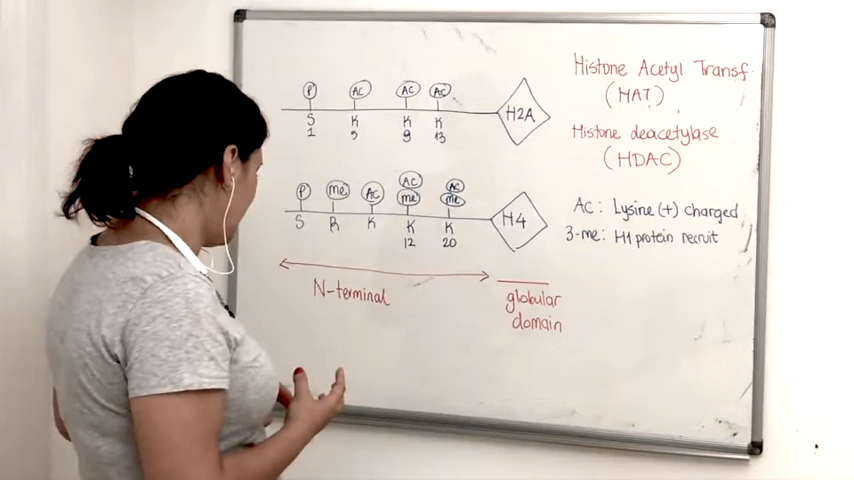 Histone Acetyl Transf.
(HAT)
Histone deacetylase
(HDAC)
P AC AC AC
S K K K
1 5 9 13
H2A
P me AC AC AC
me me
S R K K K
12 20
H4
AC: Lysine (+) charged
3-me: H1 protein recruit
N-terminal
globular
domain